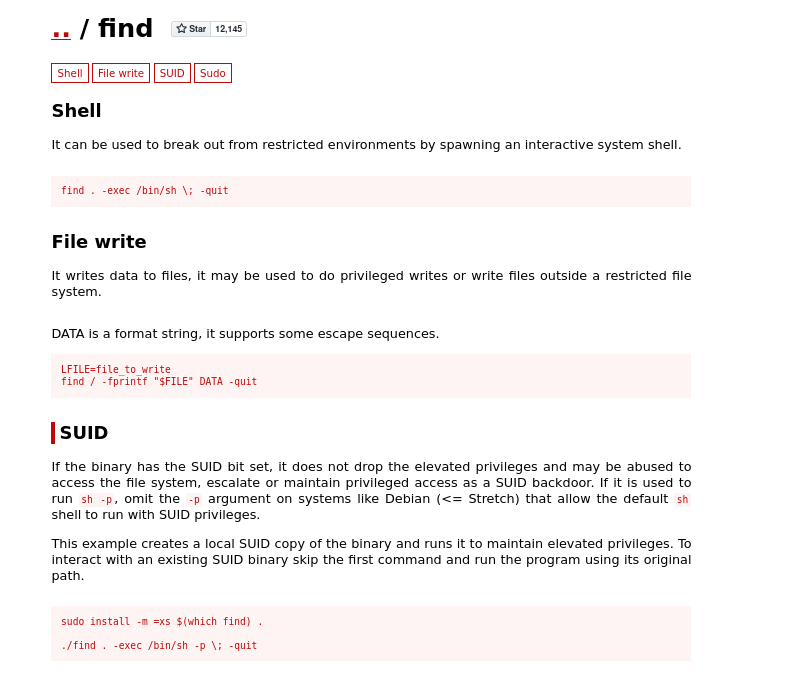 .. / find Star 12,145
Shell File write SUID Sudo
Shell
It can be used to break out from restricted environments by spawning an interactive system shell.
find . -exec /bin/sh \; -quit
File write
It writes data to files, it may be used to do privileged writes or write files outside a restricted file
system.
DATA is a format string, it supports some escape sequences.
LFILE=file_to_write
find / -fprintf "$FILE" DATA -quit
SUID
If the binary has the SUID bit set, it does not drop the elevated privileges and may be abused to
access the file system, escalate or maintain privileged access as a SUID backdoor. If it is used to
run sh -p, omit the -p argument on systems like Debian (<= Stretch) that allow the default sh
shell to run with SUID privileges.
This example creates a local SUID copy of the binary and runs it to maintain elevated privileges. To
interact with an existing SUID binary skip the first command and run the program using its original
path.
sudo install -m =xs $(which find) .
./find . -exec /bin/sh -p \; -quit